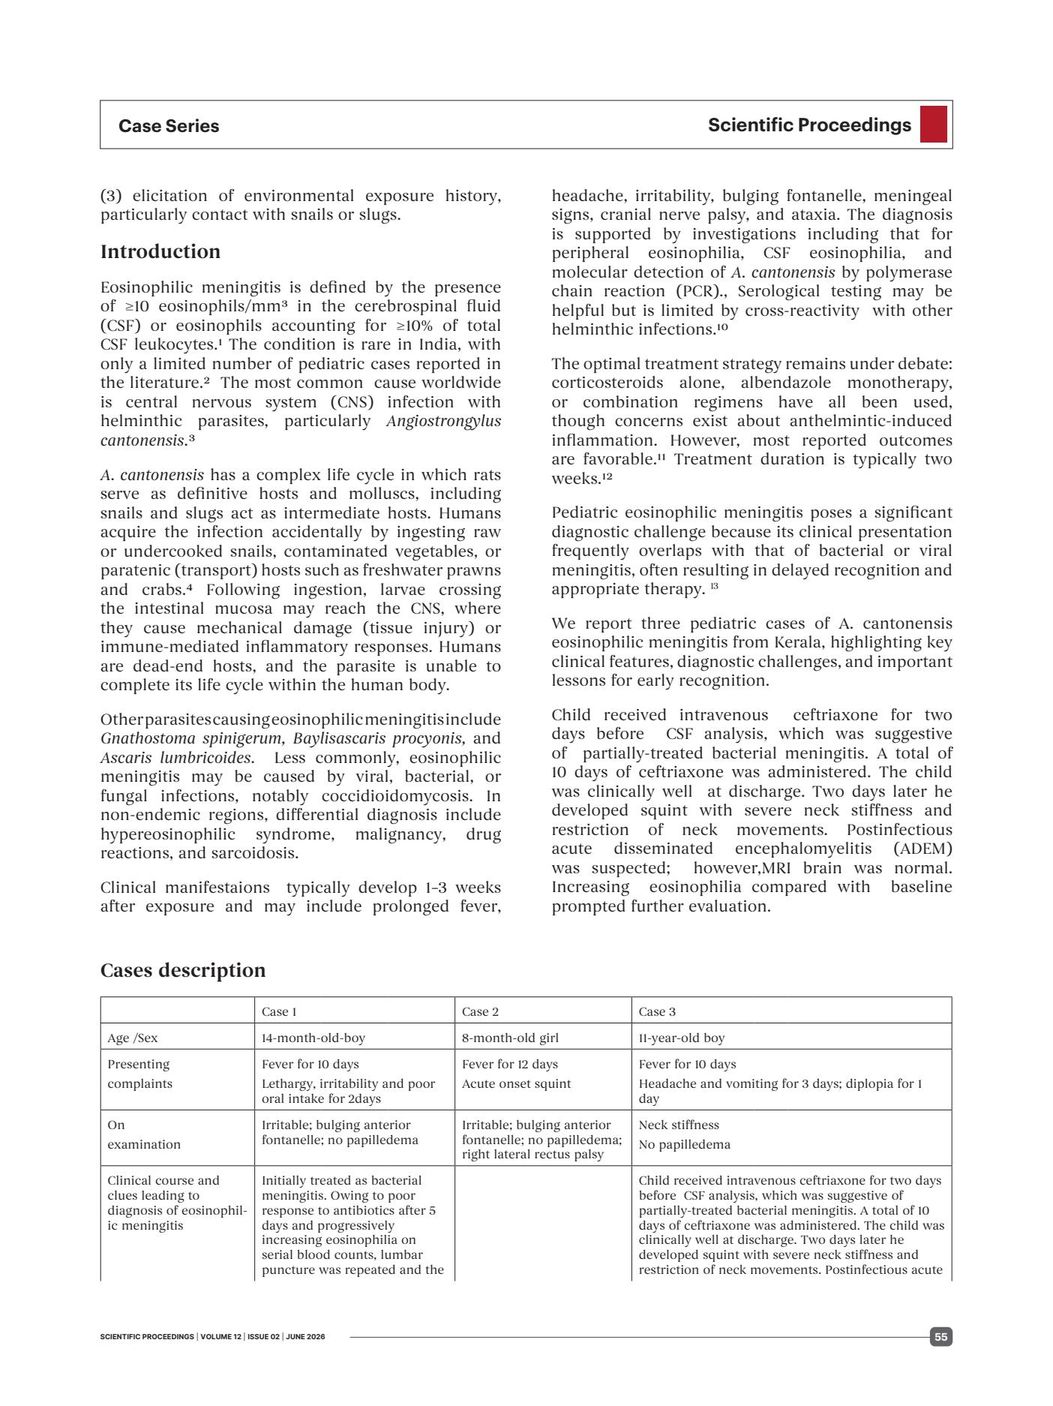 Case Series
Scientific Proceedings
(3) elicitation of environmental exposure history,
particularly contact with snails or slugs.
Introduction
Eosinophilic meningitis is defined by the presence
of ≥10 eosinophils/mm³ in the cerebrospinal fluid
(CSF) or eosinophils accounting for ≥10% of total
CSF leukocytes.¹ The condition is rare in India, with
only a limited number of pediatric cases reported in
the literature.² The most common cause worldwide
is central nervous system (CNS) infection with
helminthic parasites, particularly Angiostrongylus
cantonensis.³
A. cantonensis has a complex life cycle in which rats
serve as definitive hosts and molluscs, including
snails and slugs act as intermediate hosts. Humans
acquire the infection accidentally by ingesting raw
or undercooked snails, contaminated vegetables, or
paratenic (transport) hosts such as freshwater prawns
and crabs.⁴ Following ingestion, larvae crossing
the intestinal mucosa may reach the CNS, where
they cause mechanical damage (tissue injury) or
immune-mediated inflammatory responses. Humans
are dead-end hosts, and the parasite is unable to
complete its life cycle within the human body.
Other parasites causing eosinophilic meningitis include
Gnathostoma spinigerum, Baylisascaris procyonis, and
Ascaris lumbricoides. Less commonly, eosinophilic
meningitis may be caused by viral, bacterial, or
fungal infections, notably coccidioidomycosis. In
non-endemic regions, differential diagnosis include
hypereosinophilic syndrome, malignancy, drug
reactions, and sarcoidosis.
Clinical manifestaions typically develop 1–3 weeks
after exposure and may include prolonged fever,
headache, irritability, bulging fontanelle, meningeal
signs, cranial nerve palsy, and ataxia. The diagnosis
is supported by investigations including that for
peripheral eosinophilia, CSF eosinophilia, and
molecular detection of A. cantonensis by polymerase
chain reaction (PCR)., Serological testing may be
helpful but is limited by cross-reactivity with other
helminthic infections.¹⁰
The optimal treatment strategy remains under debate:
corticosteroids alone, albendazole monotherapy,
or combination regimens have all been used,
though concerns exist about anthelmintic-induced
inflammation. However, most reported outcomes
are favorable.¹¹ Treatment duration is typically two
weeks.¹²
Pediatric eosinophilic meningitis poses a significant
diagnostic challenge because its clinical presentation
frequently overlaps with that of bacterial or viral
meningitis, often resulting in delayed recognition and
appropriate therapy. ¹³
We report three pediatric cases of A. cantonensis
eosinophilic meningitis from Kerala, highlighting key
clinical features, diagnostic challenges, and important
lessons for early recognition.
Child received intravenous ceftriaxone for two
days before CSF analysis, which was suggestive
of partially-treated bacterial meningitis. A total of
10 days of ceftriaxone was administered. The child
was clinically well at discharge. Two days later he
developed squint with severe neck stiffness and
restriction of neck movements. Postinfectious
acute disseminated encephalomyelitis (ADEM)
was suspected; however,MRI brain was normal.
Increasing eosinophilia compared with baseline
prompted further evaluation.
Cases description
Case 1
Case 2
Case 3
Age /Sex
14-month-old-boy
8-month-old girl
11-year-old boy
Presenting
complaints
Fever for 10 days
Lethargy, irritability and poor
oral intake for 2days
Fever for 12 days
Acute onset squint
Fever for 10 days
Headache and vomiting for 3 days; diplopia for 1
day
On
examination
Irritable; bulging anterior
fontanelle; no papilledema
Irritable; bulging anterior
fontanelle; no papilledema;
right lateral rectus palsy
Neck stiffness
No papilledema
Clinical course and
clues leading to
diagnosis of eosinophil-
ic meningitis
Initially treated as bacterial
meningitis. Owing to poor
response to antibiotics after 5
days and progressively
increasing eosinophilia on
serial blood counts, lumbar
puncture was repeated and the
Child received intravenous ceftriaxone for two days
before CSF analysis, which was suggestive of
partially-treated bacterial meningitis. A total of 10
days of ceftriaxone was administered. The child was
clinically well at discharge. Two days later he
developed squint with severe neck stiffness and
restriction of neck movements. Postinfectious acute
SCIENTIFIC PROCEEDINGS | VOLUME 12 | ISSUE 02 | JUNE 2026
55